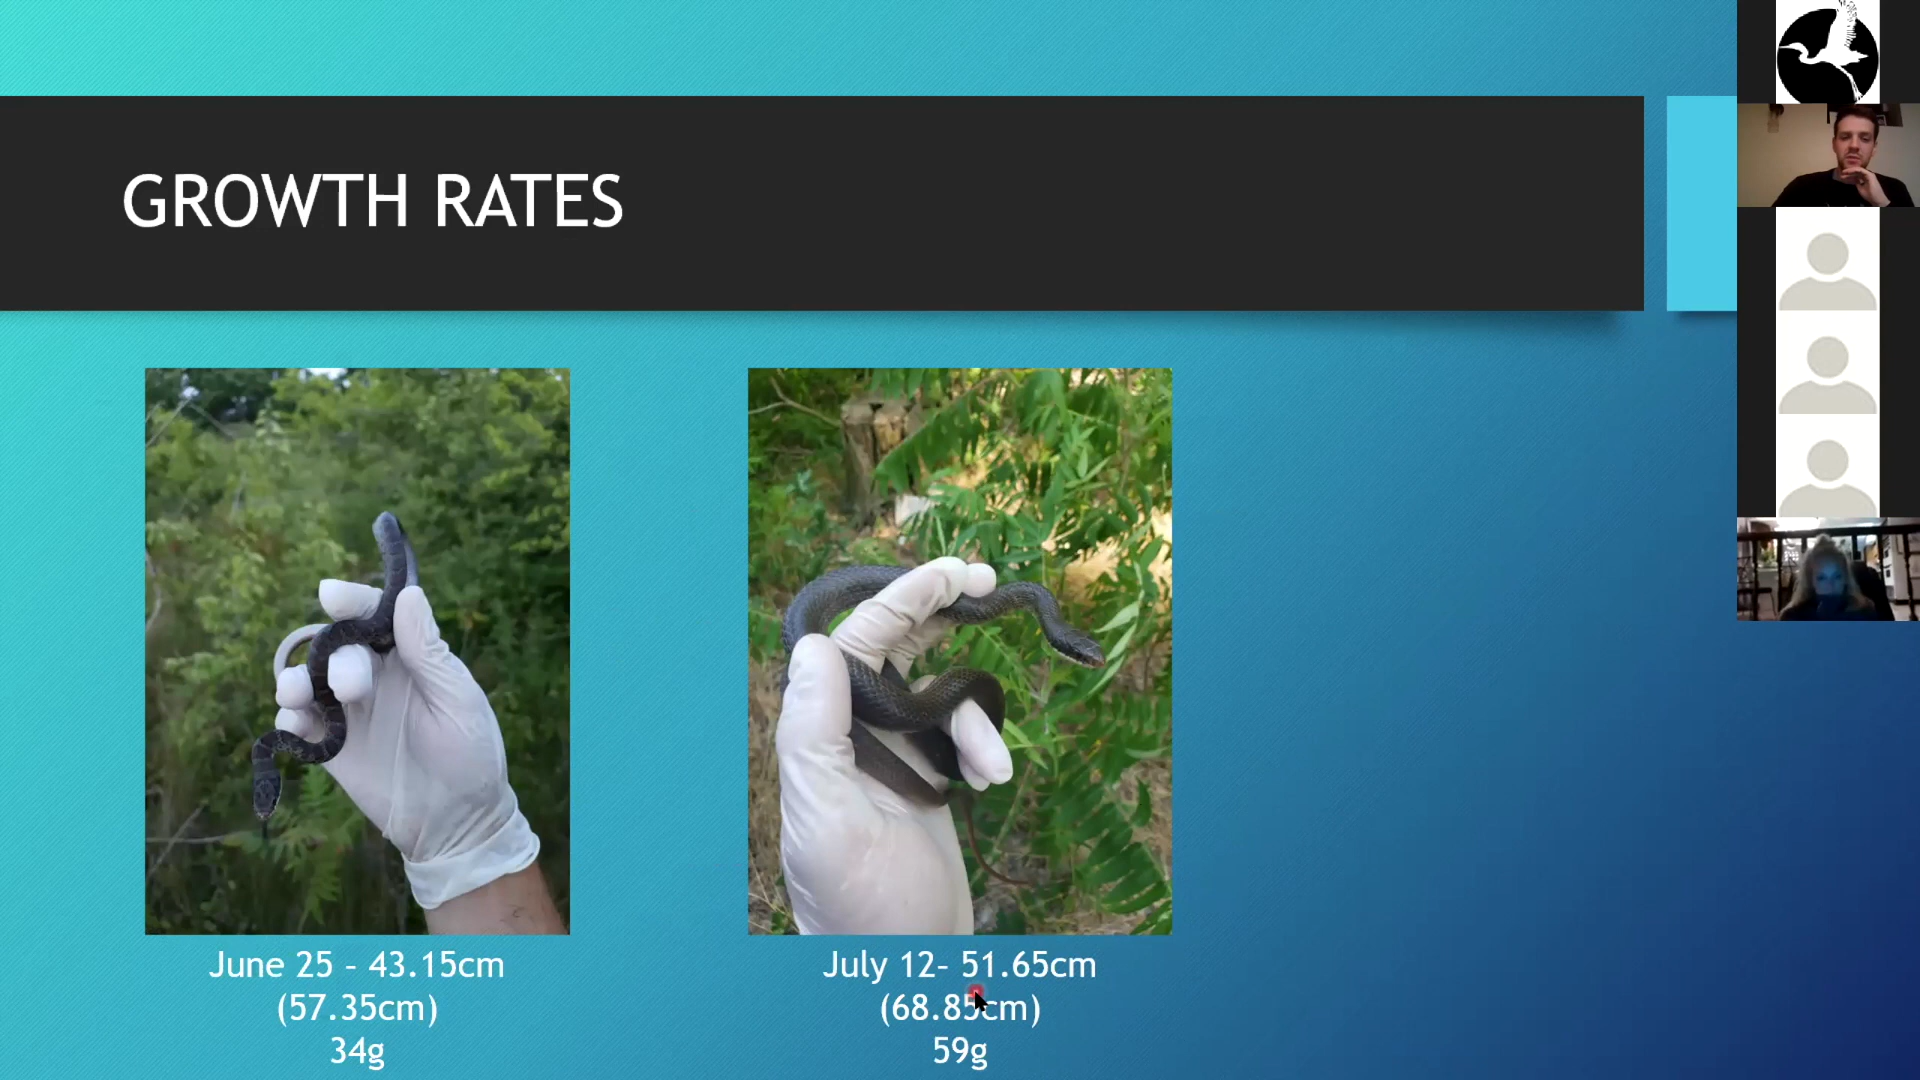 GROWTH RATES
June 25 – 43.15cm
(57.35cm)
34g
July 12– 51.65cm
(68.85cm)
59g